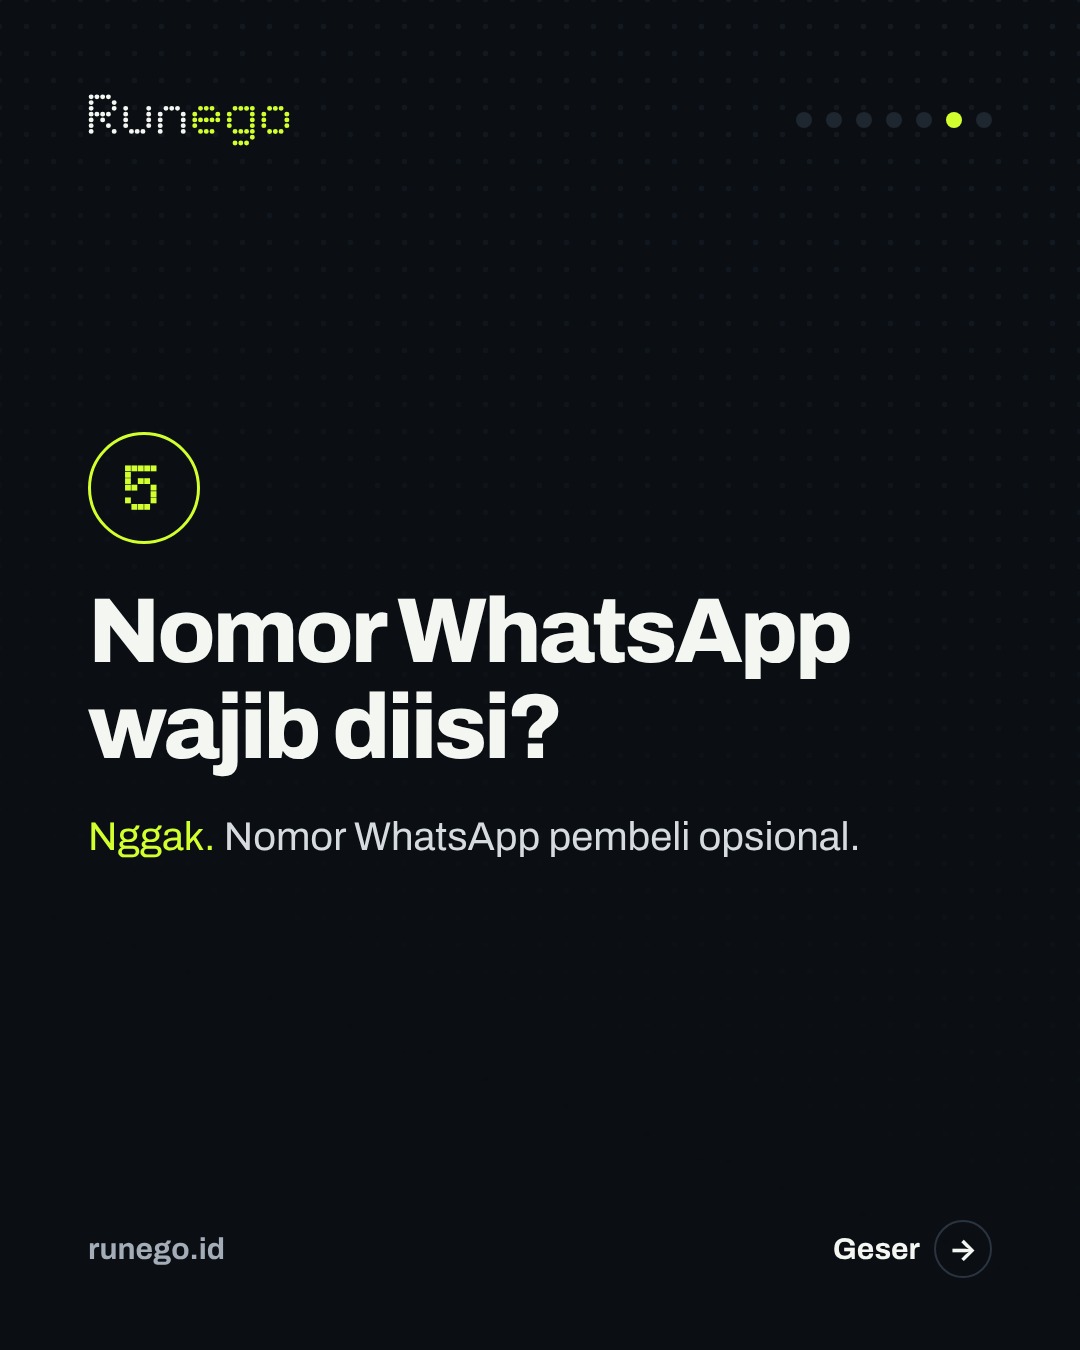 Runego
5
Nomor WhatsApp
wajib diisi?
Nggak. Nomor WhatsApp pembeli opsional.
runego.id
Geser →